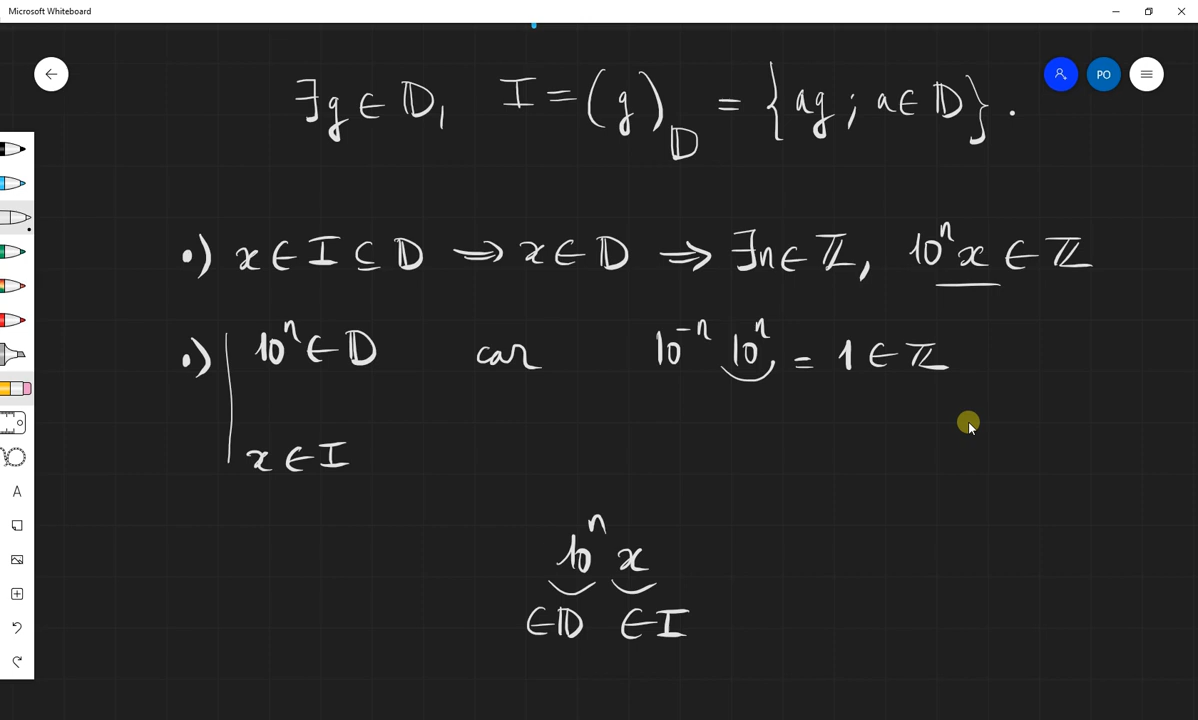 Microsoft Whiteboard
PO
∃g ∈ 𝔻, I = (g)_𝔻 = {ag ; a ∈ 𝔻}.
•) x ∈ I ⊆ 𝔻 ⟹ x ∈ 𝔻 ⟹ ∃n ∈ ℤ, 10ⁿx ∈ ℤ
•) 10ⁿ ∈ 𝔻 car 10⁻ⁿ 10ⁿ = 1 ∈ ℤ
x ∈ I
A
10ⁿ x
∈𝔻 ∈I